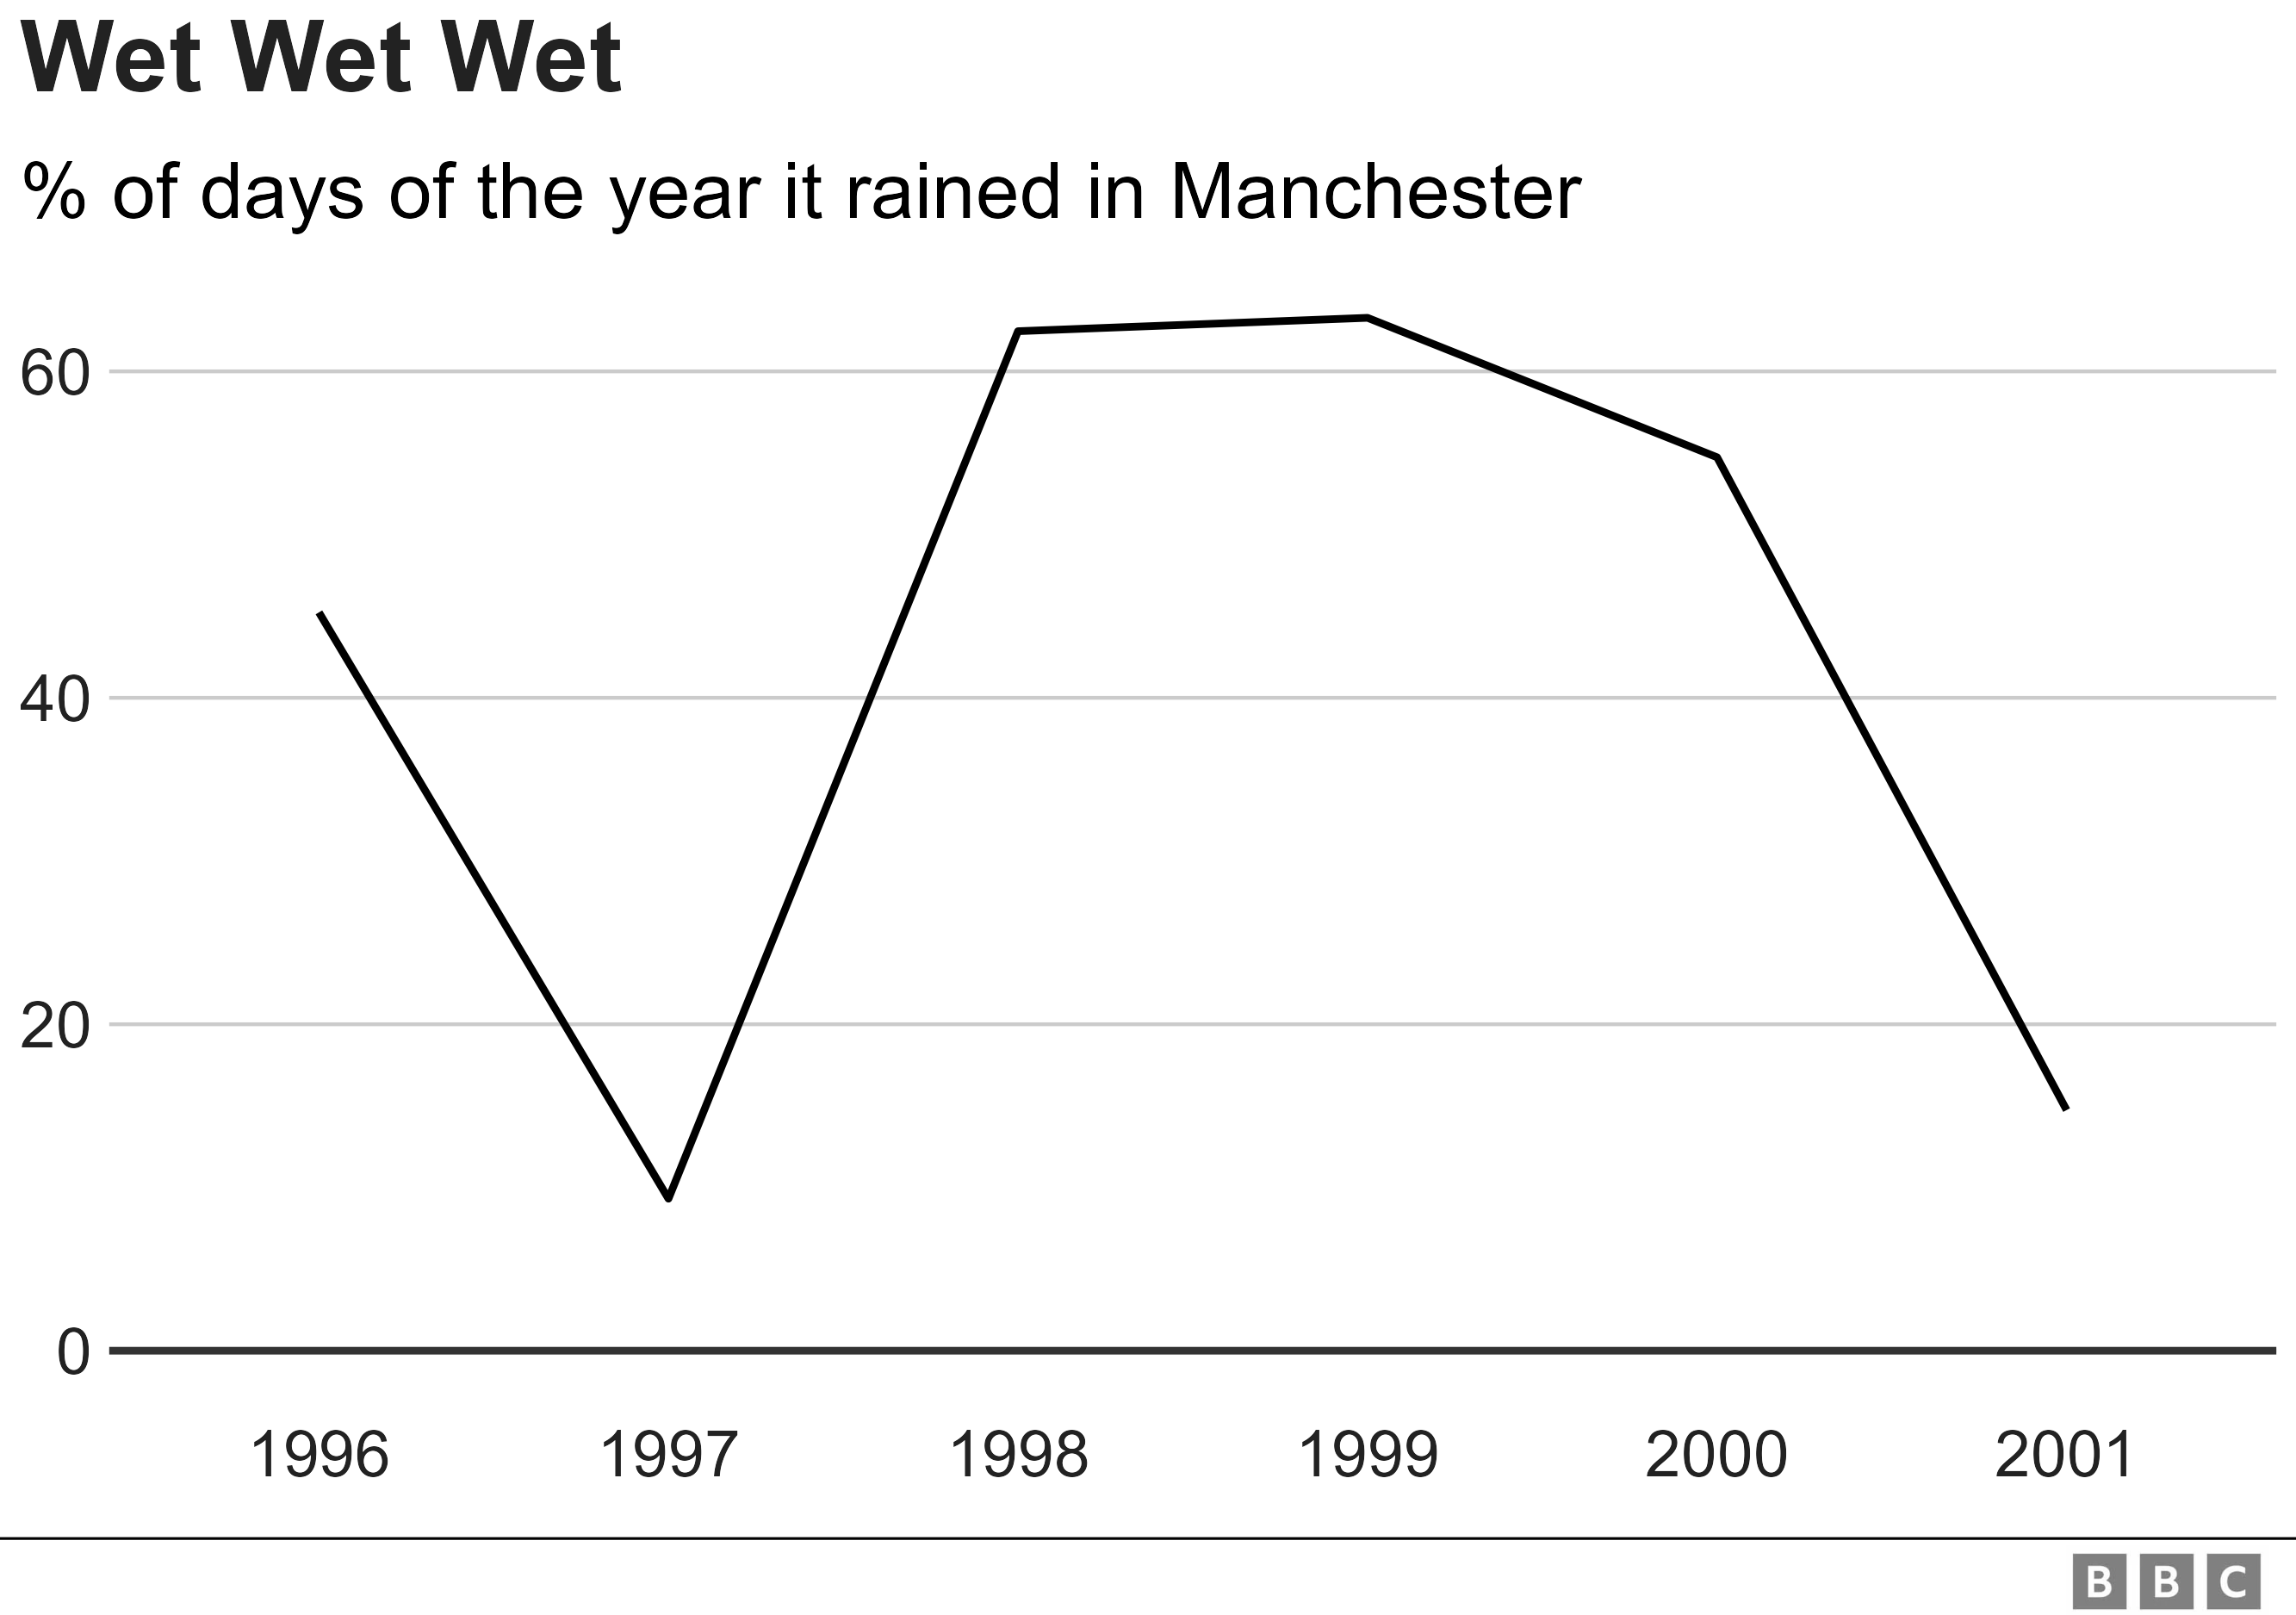 Wet Wet Wet
% of days of the year it rained in Manchester
60
40
20
0
1996 1997 1998 1999 2000 2001
BBC